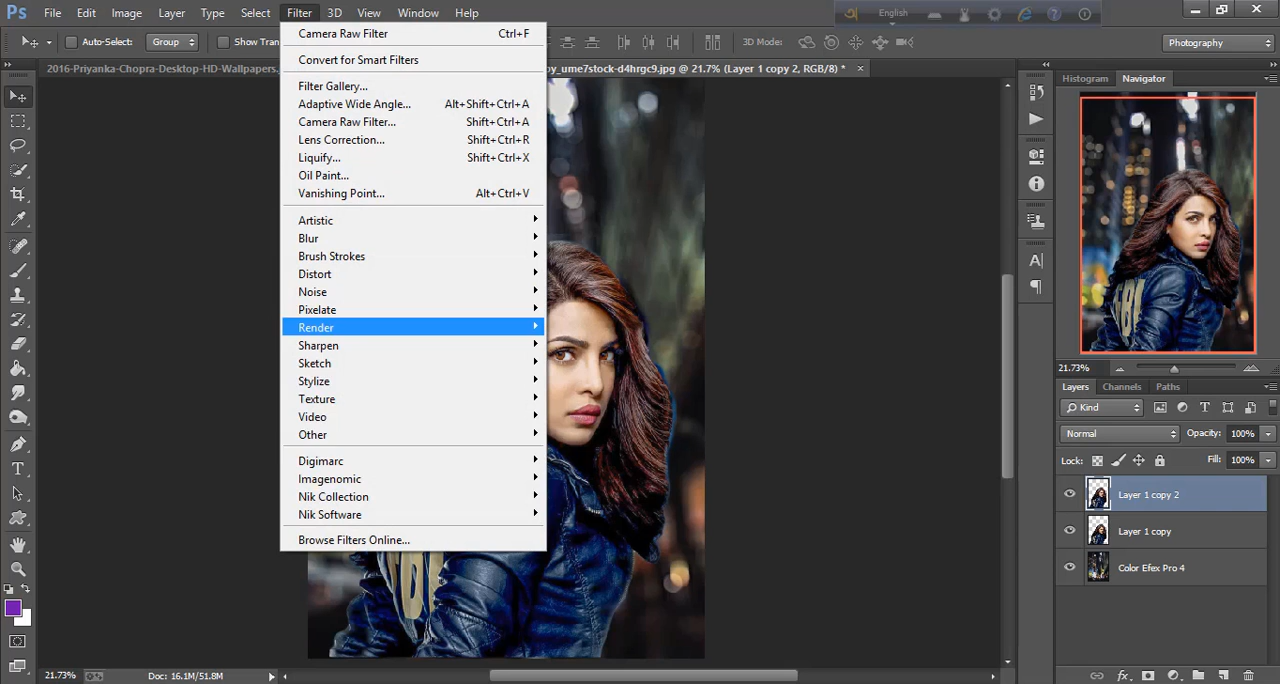 Ps File Edit Image Layer Type Select Filter 3D View Window Help
English
Auto-Select: Group Show Tran 3D Mode: Photography
2016-Priyanka-Chopra-Desktop-HD-Wallpapers. by_ume7stock-d4hrgc9.jpg @ 21.7% (Layer 1 copy 2, RGB/8) *
Camera Raw Filter Ctrl+F
Convert for Smart Filters
Filter Gallery...
Adaptive Wide Angle... Alt+Shift+Ctrl+A
Camera Raw Filter... Shift+Ctrl+A
Lens Correction... Shift+Ctrl+R
Liquify... Shift+Ctrl+X
Oil Paint...
Vanishing Point... Alt+Ctrl+V
Artistic
Blur
Brush Strokes
Distort
Noise
Pixelate
Render
Sharpen
Sketch
Stylize
Texture
Video
Other
Digimarc
Imagenomic
Nik Collection
Nik Software
Browse Filters Online...
FBI
Histogram Navigator
FBI
21.73%
Layers Channels Paths
Kind
Normal Opacity: 100%
Lock: Fill: 100%
Layer 1 copy 2
Layer 1 copy
Color Efex Pro 4
21.73% Doc: 16.1M/51.8M